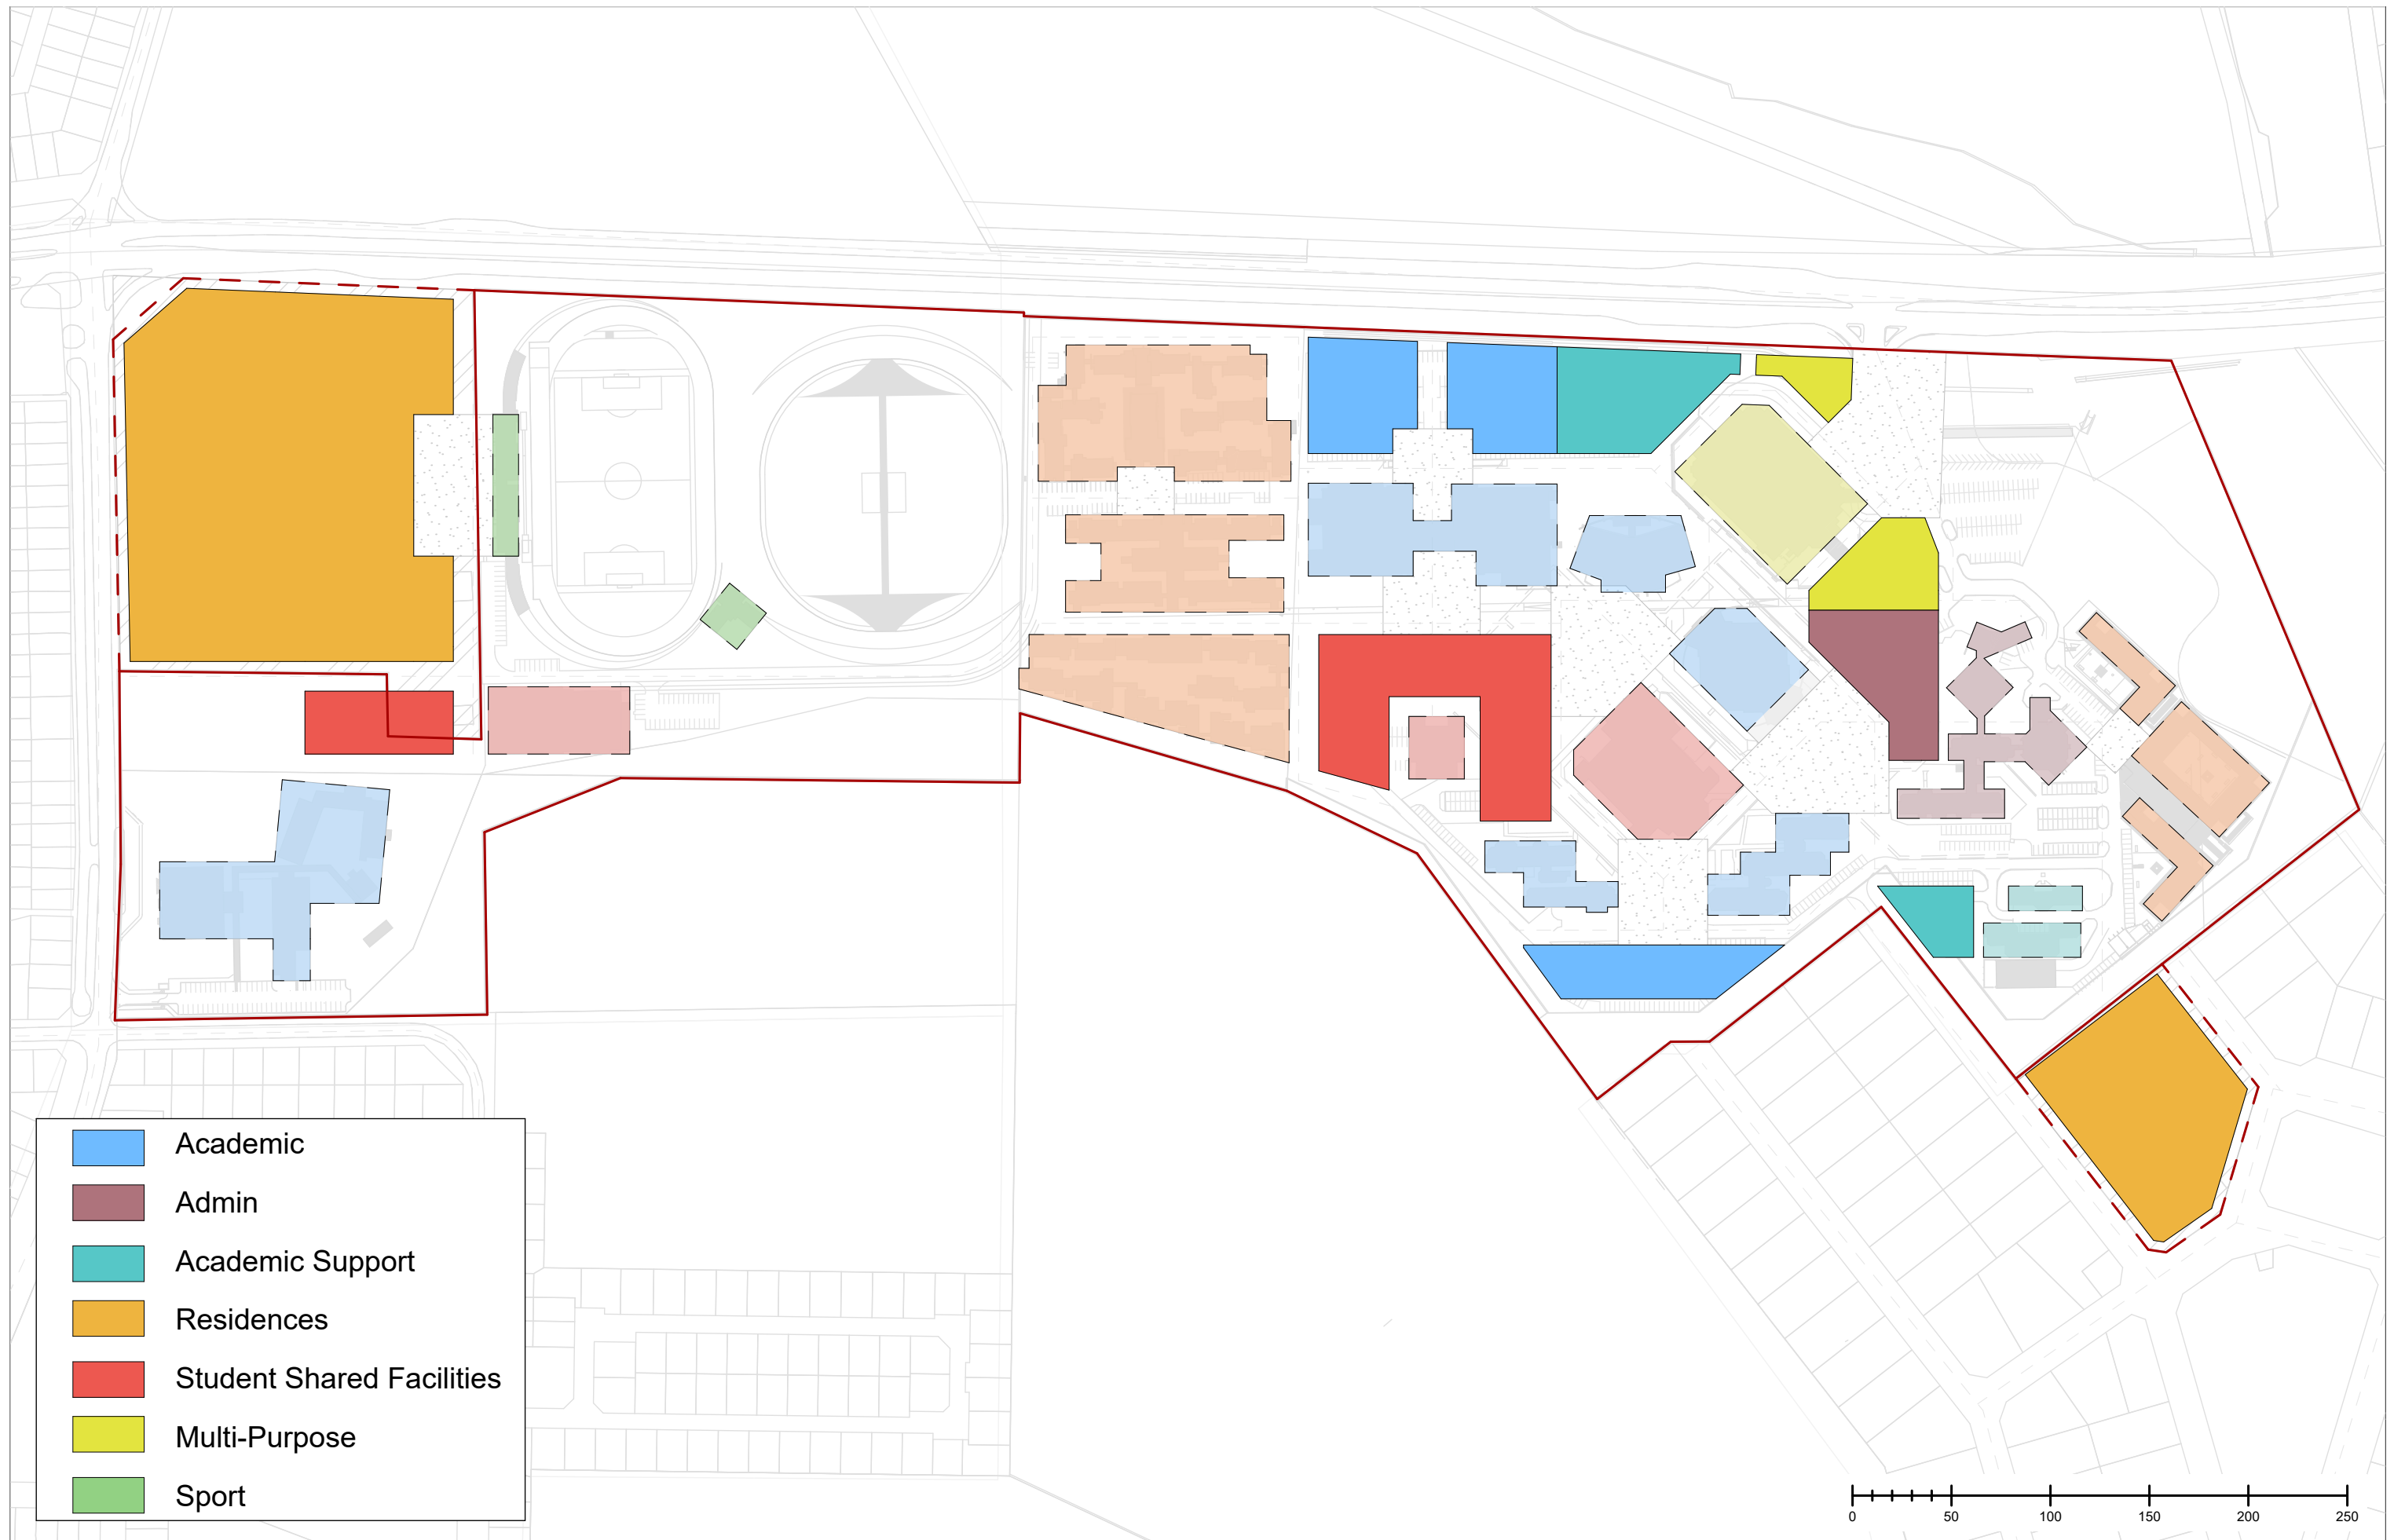 Academic
Admin
Academic Support
Residences
Student Shared Facilities
Multi-Purpose
Sport
0 50 100 150 200 250